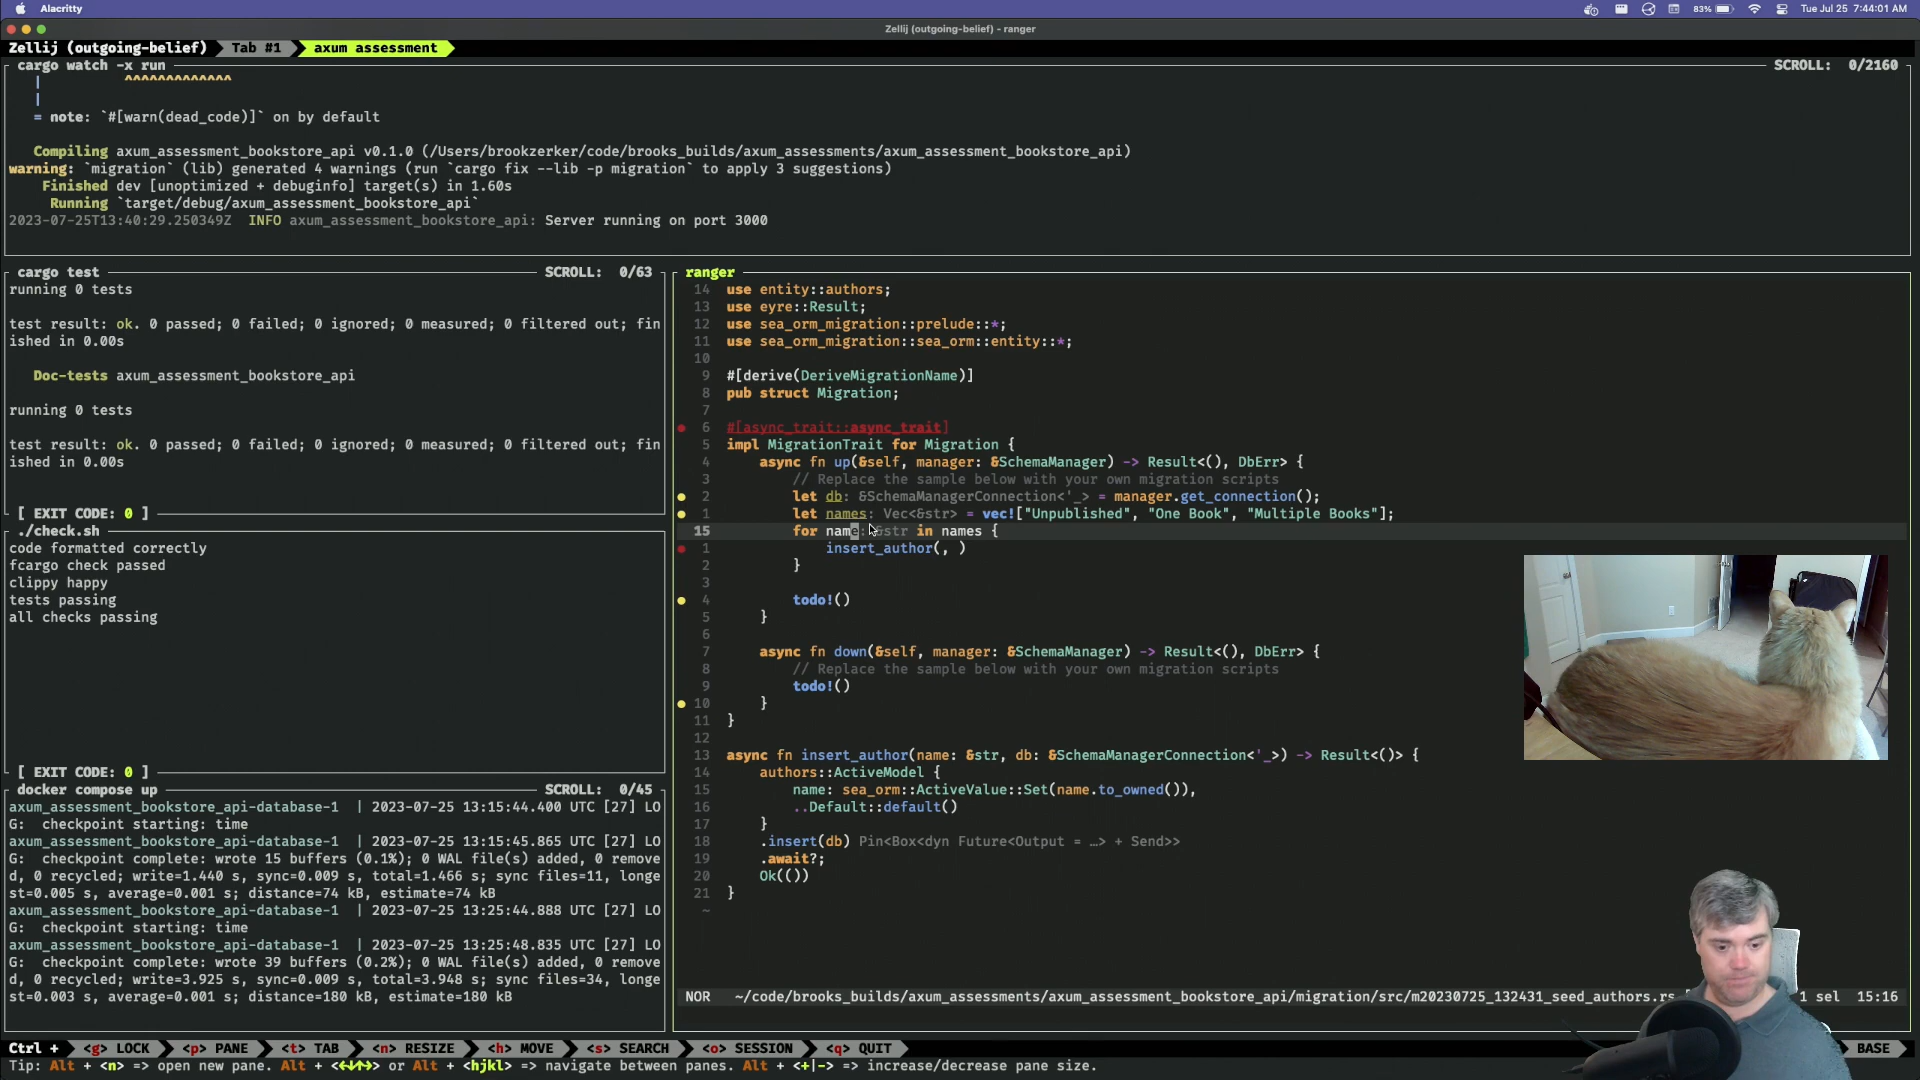 Alacritty
83%
Tue Jul 25 7:44:01 AM
Zellij (outgoing-belief) - ranger
Zellij (outgoing-belief) Tab #1 axum assessment
cargo watch -x run SCROLL: 0/2160
| ^^^^^^^^^^^^^
|
= note: `#[warn(dead_code)]` on by default
Compiling axum_assessment_bookstore_api v0.1.0 (/Users/brookzerker/code/brooks_builds/axum_assessments/axum_assessment_bookstore_api)
warning: `migration` (lib) generated 4 warnings (run `cargo fix --lib -p migration` to apply 3 suggestions)
Finished dev [unoptimized + debuginfo] target(s) in 1.60s
Running `target/debug/axum_assessment_bookstore_api`
2023-07-25T13:40:29.250349Z INFO axum_assessment_bookstore_api: Server running on port 3000
cargo test SCROLL: 0/63
running 0 tests
test result: ok. 0 passed; 0 failed; 0 ignored; 0 measured; 0 filtered out; fin
ished in 0.00s
Doc-tests axum_assessment_bookstore_api
running 0 tests
test result: ok. 0 passed; 0 failed; 0 ignored; 0 measured; 0 filtered out; fin
ished in 0.00s
[ EXIT CODE: 0 ]
./check.sh
code formatted correctly
fcargo check passed
clippy happy
tests passing
all checks passing
[ EXIT CODE: 0 ]
docker compose up SCROLL: 0/45
axum_assessment_bookstore_api-database-1 | 2023-07-25 13:15:44.400 UTC [27] LO
G: checkpoint starting: time
axum_assessment_bookstore_api-database-1 | 2023-07-25 13:15:45.865 UTC [27] LO
G: checkpoint complete: wrote 15 buffers (0.1%); 0 WAL file(s) added, 0 remove
d, 0 recycled; write=1.440 s, sync=0.009 s, total=1.466 s; sync files=11, longe
st=0.005 s, average=0.001 s; distance=74 kB, estimate=74 kB
axum_assessment_bookstore_api-database-1 | 2023-07-25 13:25:44.888 UTC [27] LO
G: checkpoint starting: time
axum_assessment_bookstore_api-database-1 | 2023-07-25 13:25:48.835 UTC [27] LO
G: checkpoint complete: wrote 39 buffers (0.2%); 0 WAL file(s) added, 0 remove
d, 0 recycled; write=3.925 s, sync=0.009 s, total=3.948 s; sync files=34, longe
st=0.003 s, average=0.001 s; distance=180 kB, estimate=180 kB
ranger
14 use entity::authors;
13 use eyre::Result;
12 use sea_orm_migration::prelude::*;
11 use sea_orm_migration::sea_orm::entity::*;
10
9 #[derive(DeriveMigrationName)]
8 pub struct Migration;
7
6 #[async_trait::async_trait]
5 impl MigrationTrait for Migration {
4 async fn up(&self, manager: &SchemaManager) -> Result<(), DbErr> {
3 // Replace the sample below with your own migration scripts
2 let db: &SchemaManagerConnection<'_> = manager.get_connection();
1 let names: Vec<&str> = vec!["Unpublished", "One Book", "Multiple Books"];
15 for name: &str in names {
1 insert_author(, )
2 }
3
4 todo!()
5 }
6
7 async fn down(&self, manager: &SchemaManager) -> Result<(), DbErr> {
8 // Replace the sample below with your own migration scripts
9 todo!()
10 }
11 }
12
13 async fn insert_author(name: &str, db: &SchemaManagerConnection<'_>) -> Result<()> {
14 authors::ActiveModel {
15 name: sea_orm::ActiveValue::Set(name.to_owned()),
16 ..Default::default()
17 }
18 .insert(db) Pin<Box<dyn Future<Output = …> + Send>>
19 .await?;
20 Ok(())
21 }
~
NOR ~/code/brooks_builds/axum_assessments/axum_assessment_bookstore_api/migration/src/m20230725_132431_seed_authors.rs 1 sel 15:16
Ctrl + <g> LOCK <p> PANE <t> TAB <n> RESIZE <h> MOVE <s> SEARCH <o> SESSION <q> QUIT BASE
Tip: Alt + <n> => open new pane. Alt + <←↓↑→> or Alt + <hjkl> => navigate between panes. Alt + <+|-> => increase/decrease pane size.